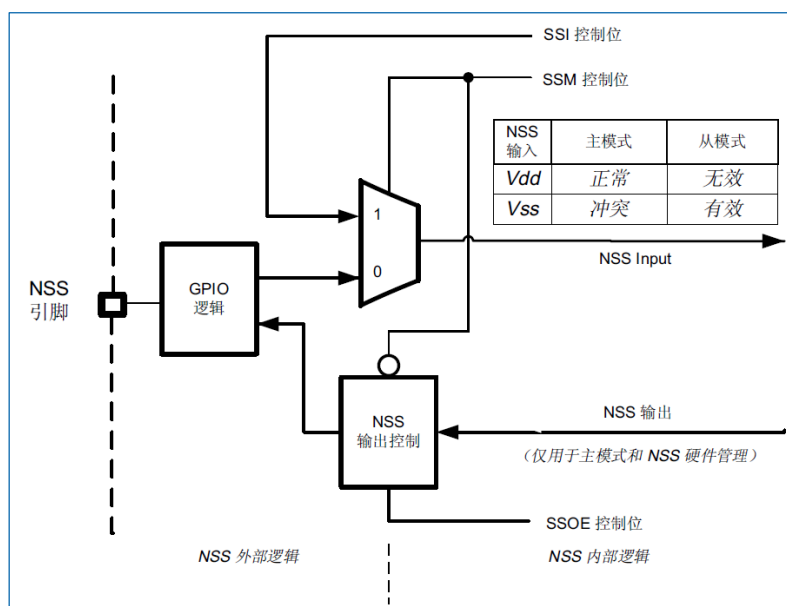 SSI 控制位
SSM 控制位
NSS
输入
主模式
从模式
Vdd
正常
无效
Vss
冲突
有效
1
0
NSS Input
NSS
引脚
GPIO
逻辑
NSS
输出控制
NSS 输出
（仅用于主模式和 NSS 硬件管理）
SSOE 控制位
NSS 外部逻辑
NSS 内部逻辑